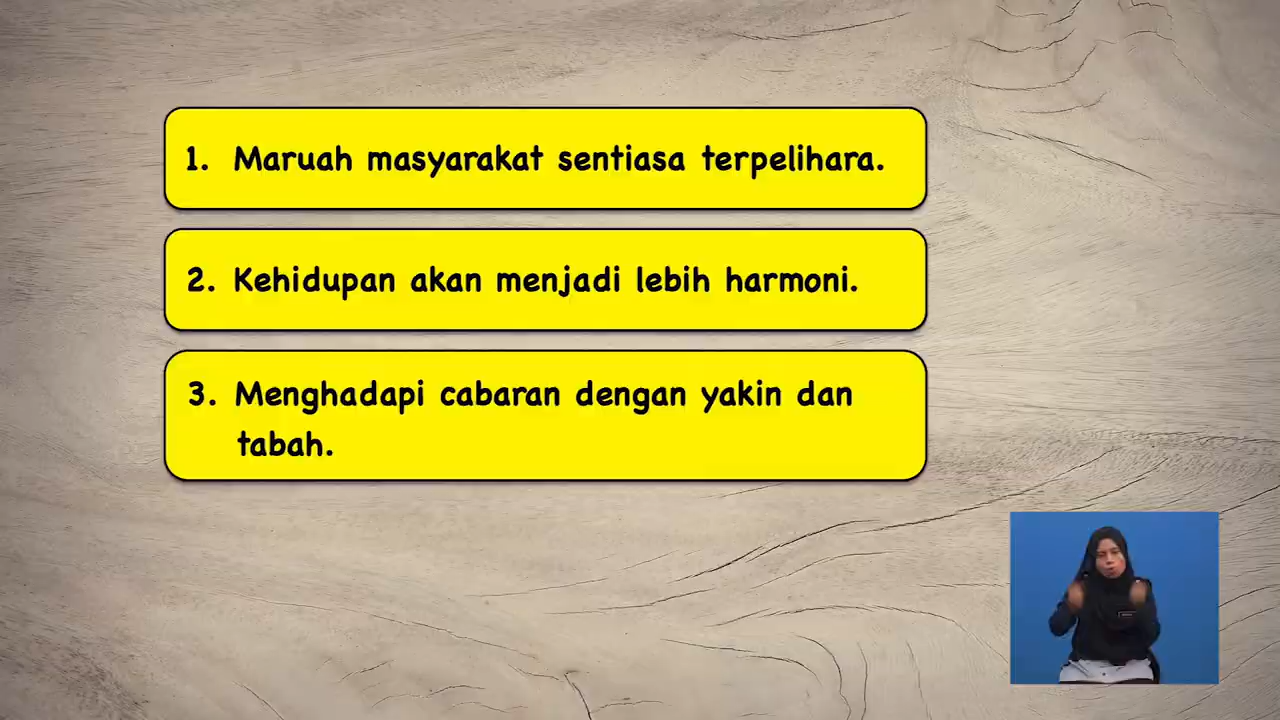 1. Maruah masyarakat sentiasa terpelihara.
2. Kehidupan akan menjadi lebih harmoni.
3. Menghadapi cabaran dengan yakin dan
tabah.